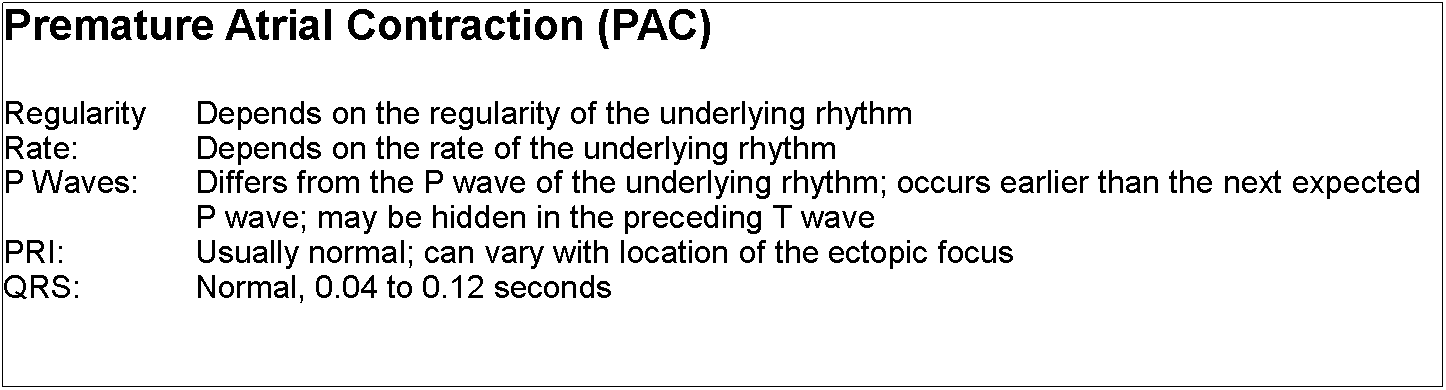 Premature Atrial Contraction (PAC)
Regularity Depends on the regularity of the underlying rhythm
Rate: Depends on the rate of the underlying rhythm
P Waves: Differs from the P wave of the underlying rhythm; occurs earlier than the next expected
P wave; may be hidden in the preceding T wave
PRI: Usually normal; can vary with location of the ectopic focus
QRS: Normal, 0.04 to 0.12 seconds